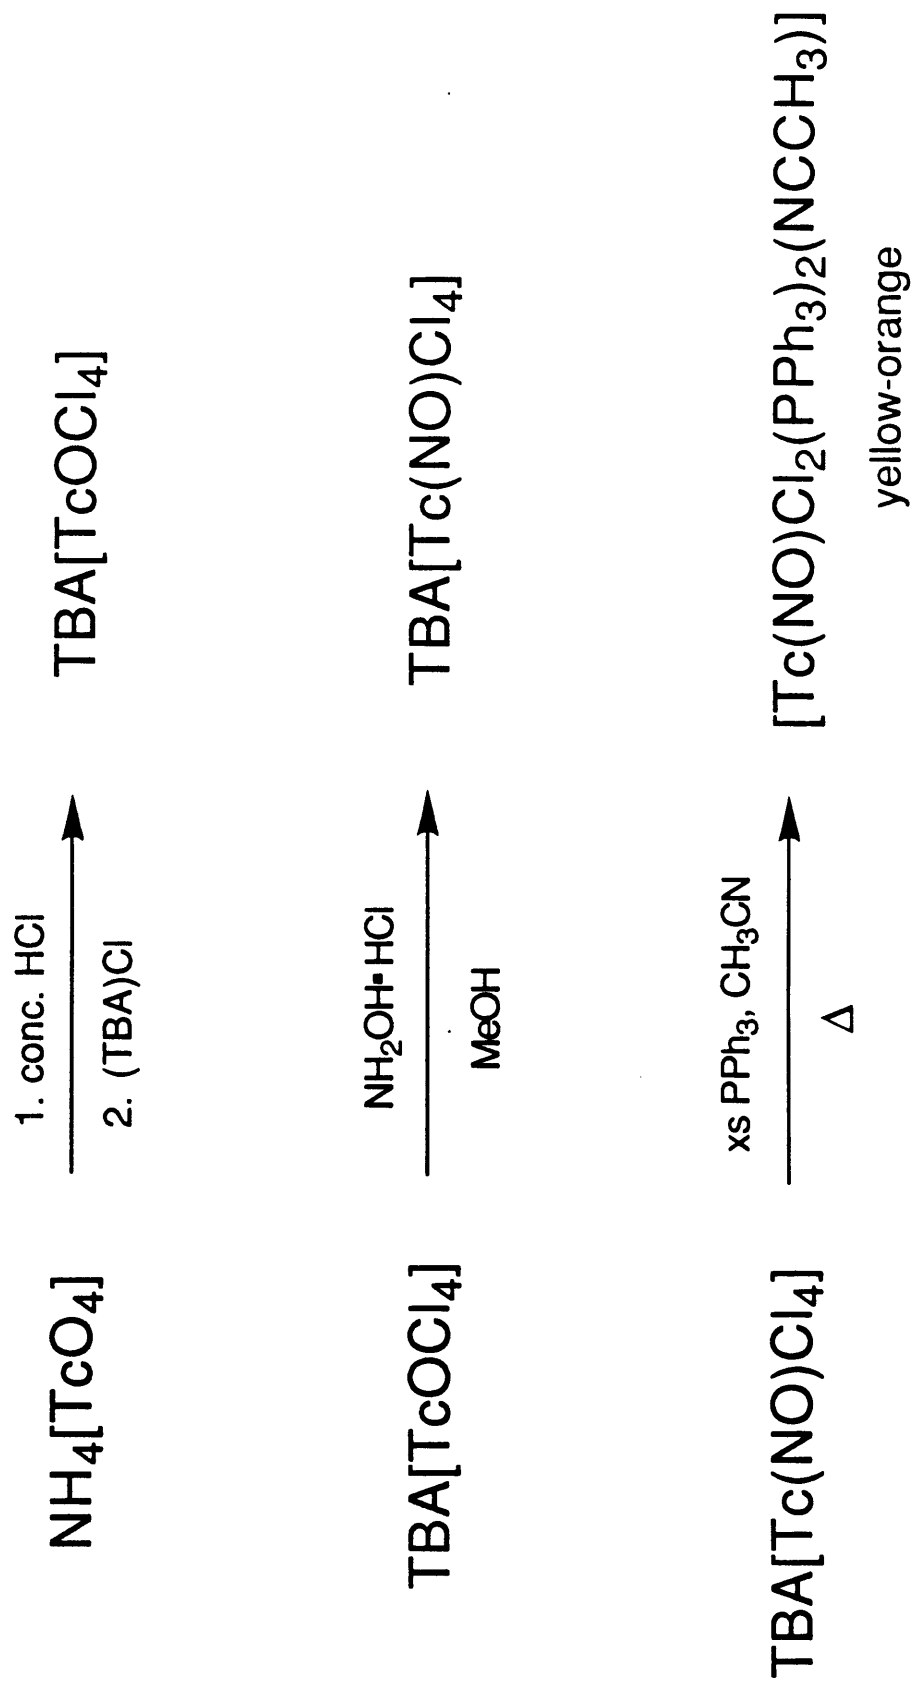 NH4[TcO4]
1. conc. HCl
2. (TBA)Cl
TBA[TcOCl4]
TBA[TcOCl4]
NH2OH•HCl
MeOH
TBA[Tc(NO)Cl4]
TBA[Tc(NO)Cl4]
xs PPh3, CH3CN
Δ
[Tc(NO)Cl2(PPh3)2(NCCH3)]
yellow-orange